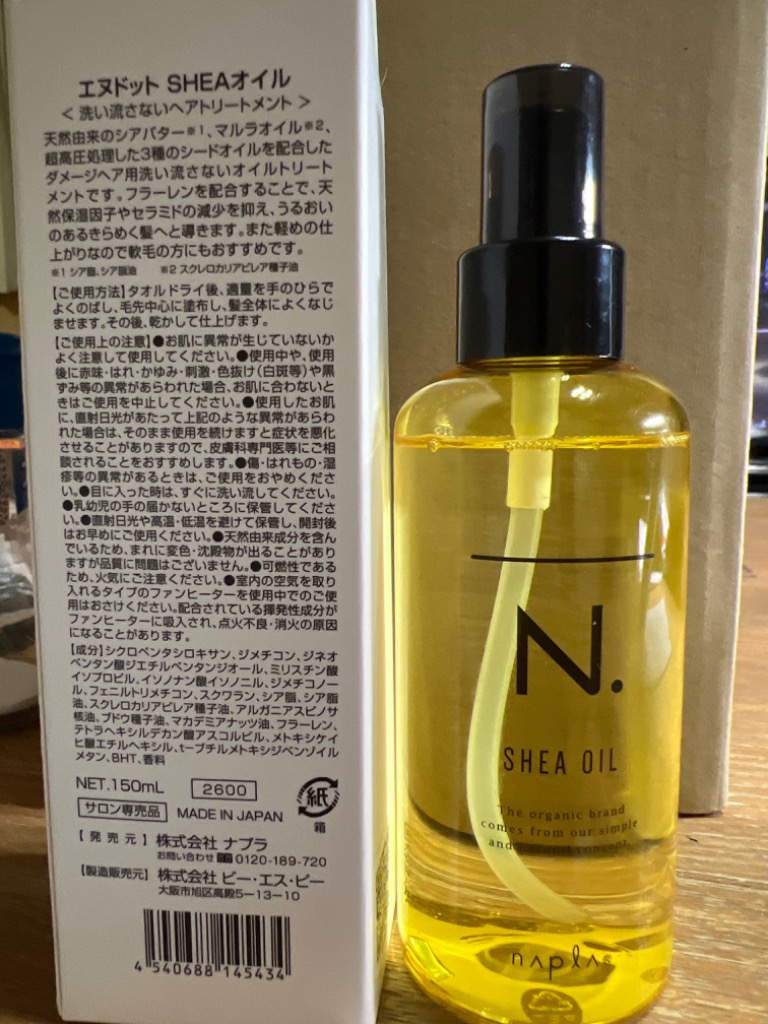 エヌドット SHEAオイル
< 洗い流さないヘアトリートメント >
天然由来のシアバター※1、マルラオイル※2、
超高圧処理した3種のシードオイルを配合した
ダメージヘア用洗い流さないオイルトリート
メントです。フラーレンを配合することで、天
然保湿因子やセラミドの減少を抑え、うるおい
のあるきらめく髪へと導きます。また軽めの仕
上がりなので軟毛の方にもおすすめです。
※1 シア脂、シア脂油 ※2 スクレロカリアビレア種子油
【ご使用方法】タオルドライ後、適量を手のひらで
よくのばし、毛先中心に塗布し、髪全体によくなじ
ませます。その後、乾かして仕上げます。
【ご使用上の注意】●お肌に異常が生じていないか
よく注意して使用してください。●使用中や、使用
後に赤味・はれ・かゆみ・刺激・色抜け(白斑等)や黒
ずみ等の異常があらわれた場合、お肌に合わないと
きはご使用を中止してください。●使用したお肌
に、直射日光があたって上記のような異常があらわ
れた場合は、そのまま使用を続けますと症状を悪化
させることがありますので、皮膚科専門医等にご相
談されることをおすすめします。●傷・はれもの・湿
疹等の異常があるときは、ご使用をおやめくださ
い。●目に入った時は、すぐに洗い流してください。
●乳幼児の手の届かないところに保管してください。
●直射日光や高温・低温を避けて保管し、開封後
はお早めにご使用ください。●天然由来成分を含ん
でいるため、まれに変色・沈殿物が出ることがあり
ますが品質に問題はございません。●可燃性である
ため、火気にご注意ください。●室内の空気を取り
入れるタイプのファンヒーターを使用中でのご使
用はおさけください。配合されている揮発性成分が
ファンヒーターに吸入され、点火不良・消火の原因
になることがあります。
【成分】シクロペンタシロキサン、ジメチコン、ジネオ
ペンタン酸ジエチルペンタンジオール、ミリスチン酸
イソプロピル、イソノナン酸イソノニル、ジメチコノー
ル、フェニルトリメチコン、スクワラン、シア脂、シア脂
油、スクレロカリアビレア種子油、アルガニアスピノサ
核油、ブドウ種子油、マカデミアナッツ油、フラーレン、
テトラヘキシルデカン酸アスコルビル、メトキシケイ
ヒ酸エチルヘキシル、t-ブチルメトキシジベンゾイル
メタン、BHT、香料
NET.150mL 2600
サロン専売品 MADE IN JAPAN
紙
箱
【発売元】株式会社 ナプラ
お問い合わせ 0120-189-720
【製造販売元】株式会社 ビー・エス・ピー
大阪市旭区高殿5-13-10
4 540688 145434
N.
SHEA OIL
The organic brand
comes from our simple
and
napla